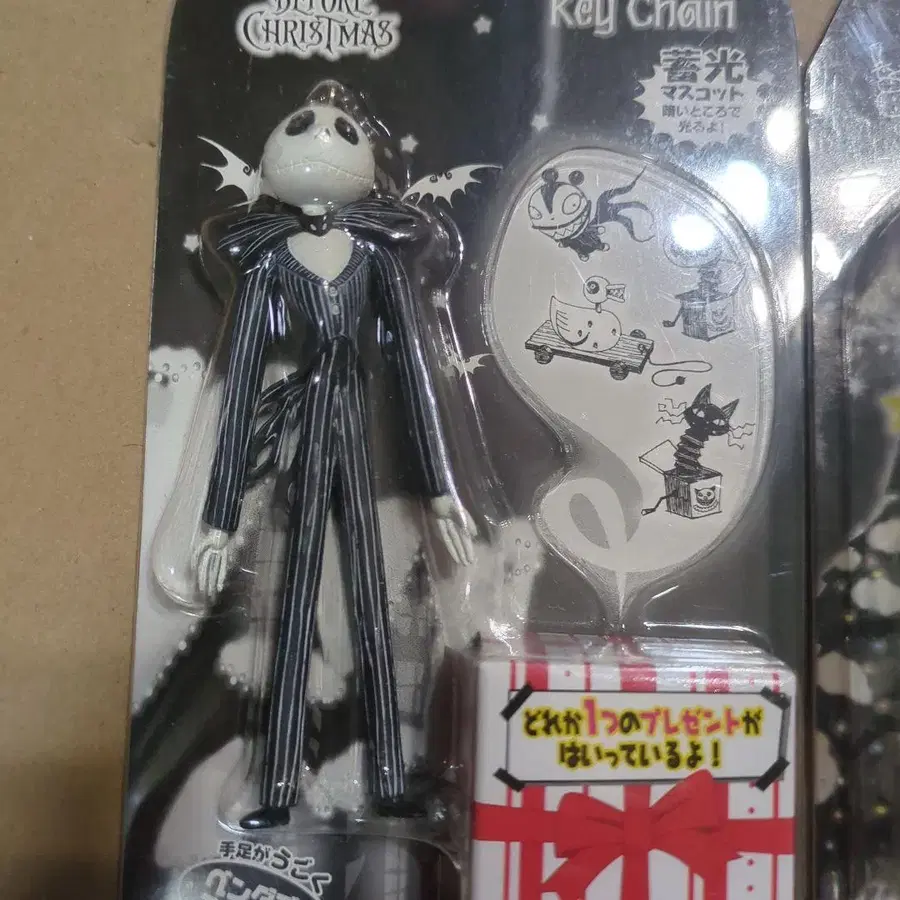 BEFORE
CHRISTMAS
Key Chain
蓄光
マスコット
暗いところで
光るよ!
どれか1つのプレゼントが
はいっているよ!
手足がうごく